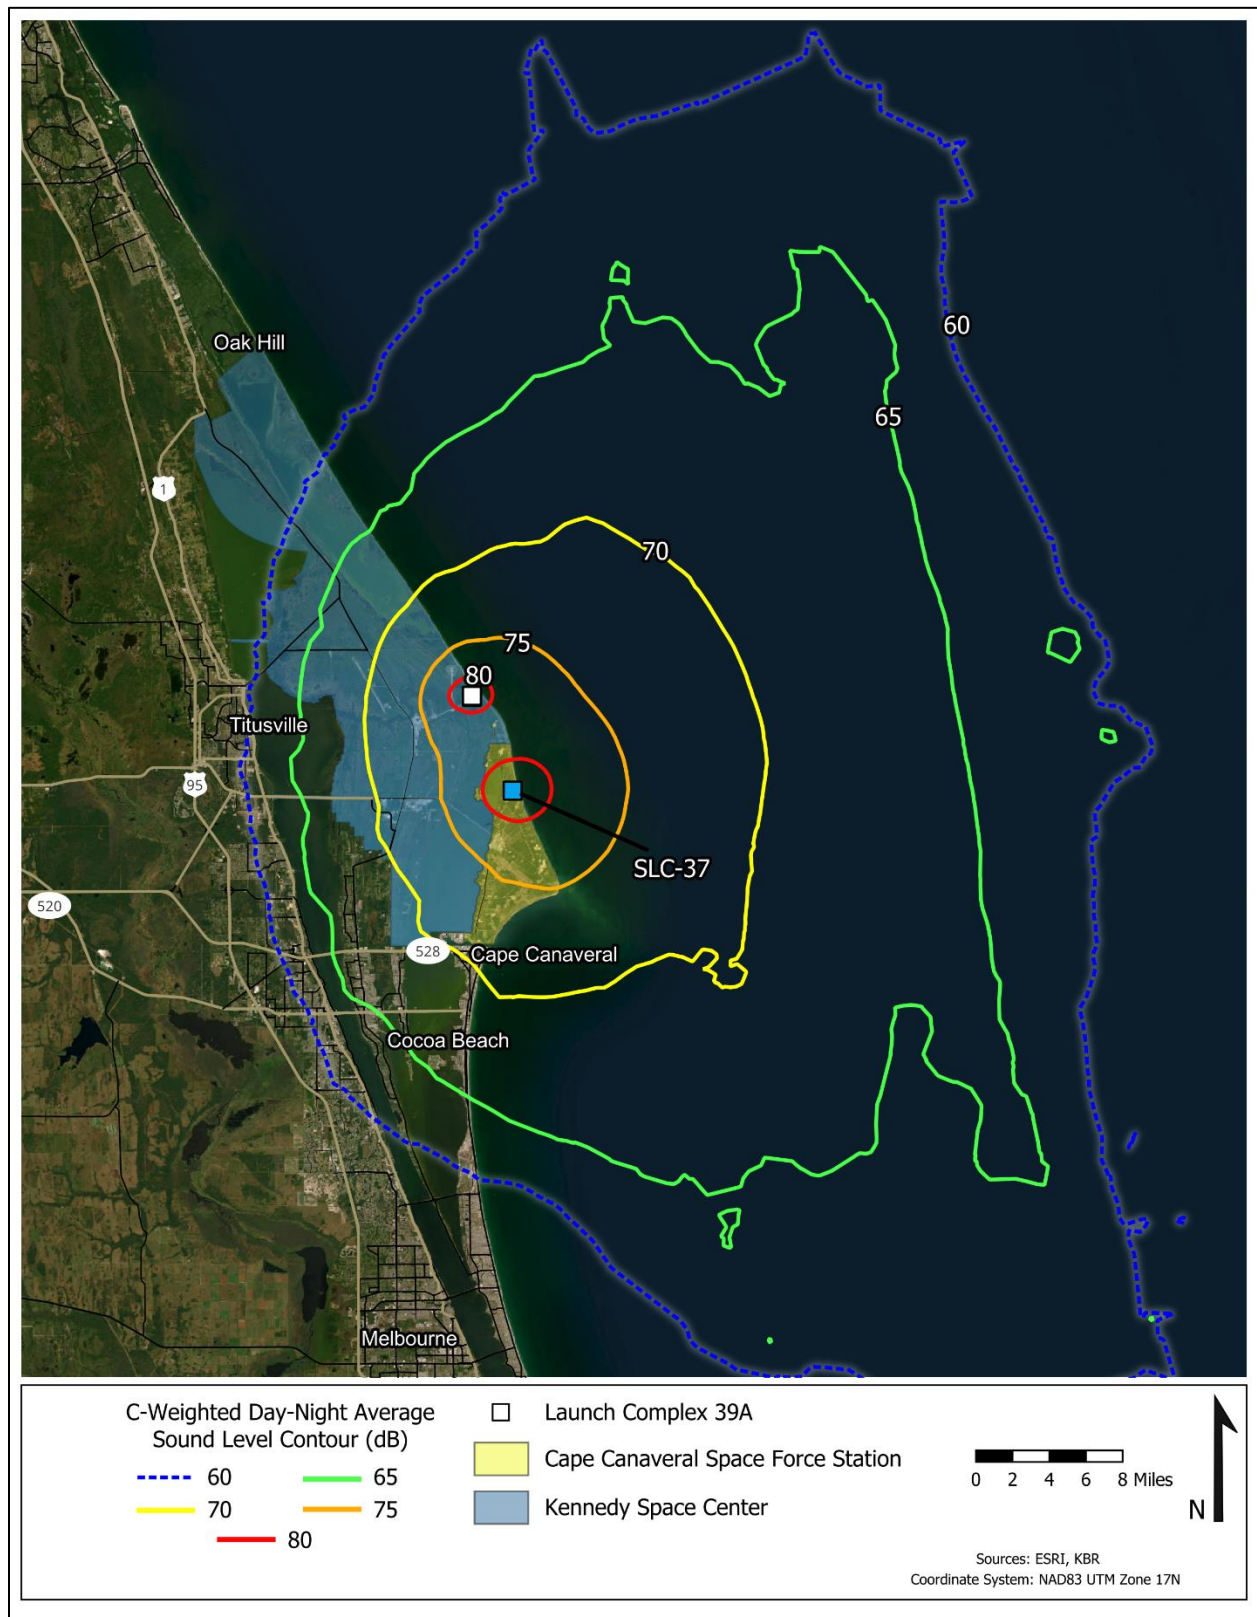 60
Oak Hill
65
1
70
75
80
Titusville
95
SLC-37
520
528
Cape Canaveral
Cocoa Beach
Melbourne
C-Weighted Day-Night Average
Sound Level Contour (dB)
60
65
70
75
80
Launch Complex 39A
Cape Canaveral Space Force Station
Kennedy Space Center
0 2 4 6 8 Miles
N
Sources: ESRI, KBR
Coordinate System: NAD83 UTM Zone 17N